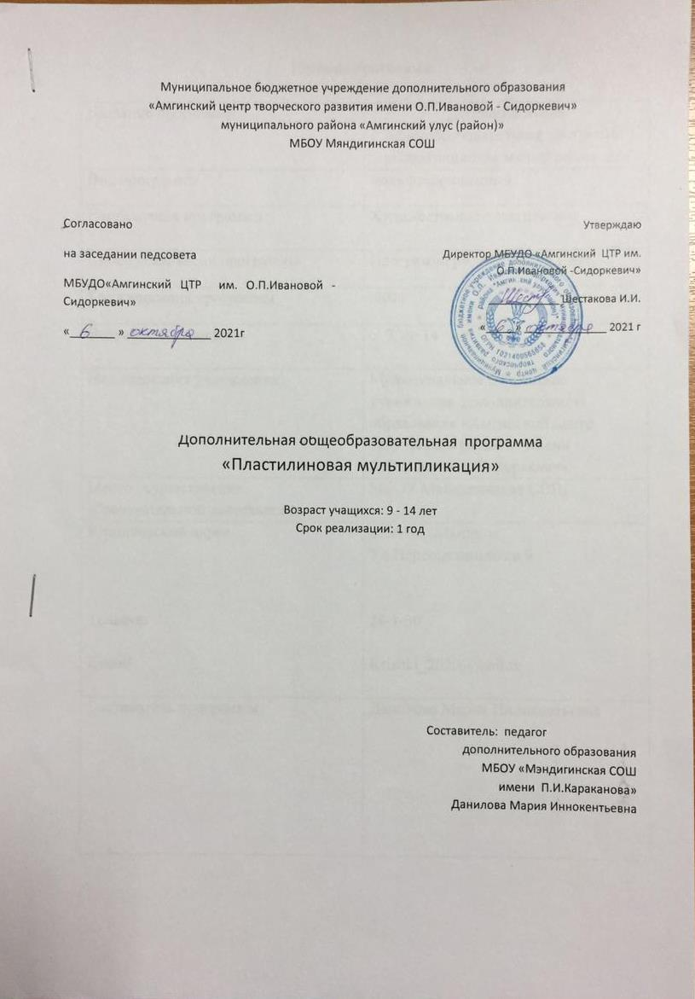 Муниципальное бюджетное учреждение дополнительного образования
«Амгинский центр творческого развития имени О.П.Ивановой - Сидоркевич»
муниципального района «Амгинский улус (район)»
МБОУ Мяндигинская СОШ
Согласовано
на заседании педсовета
МБУДО«Амгинский ЦТР им. О.П.Ивановой -
Сидоркевич»
« 6 » октября 2021г
Утверждаю
Директор МБУДО «Амгинский ЦТР им.
О.П.Ивановой -Сидоркевич»
Шестакова И.И.
« 6 » октября 2021 г
Дополнительная общеобразовательная программа
«Пластилиновая мультипликация»
Возраст учащихся: 9 - 14 лет
Срок реализации: 1 год
Составитель: педагог
дополнительного образования
МБОУ «Мэндигинская СОШ
имени П.И.Караканова»
Данилова Мария Иннокентьевна